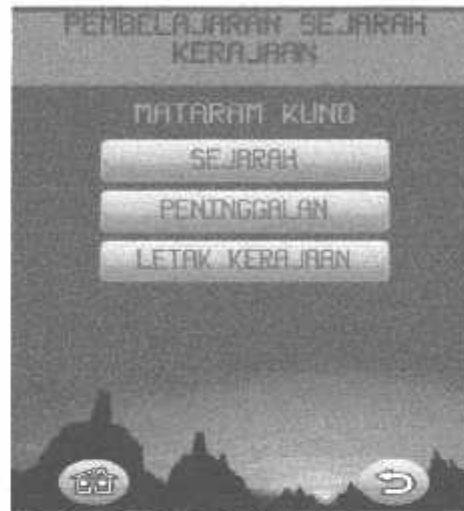 PEMBELAJARAN SEJARAH
KERAJAAN
MATARAM KUNO
SEJARAH
PENINGGALAN
LETAK KERAJAAN